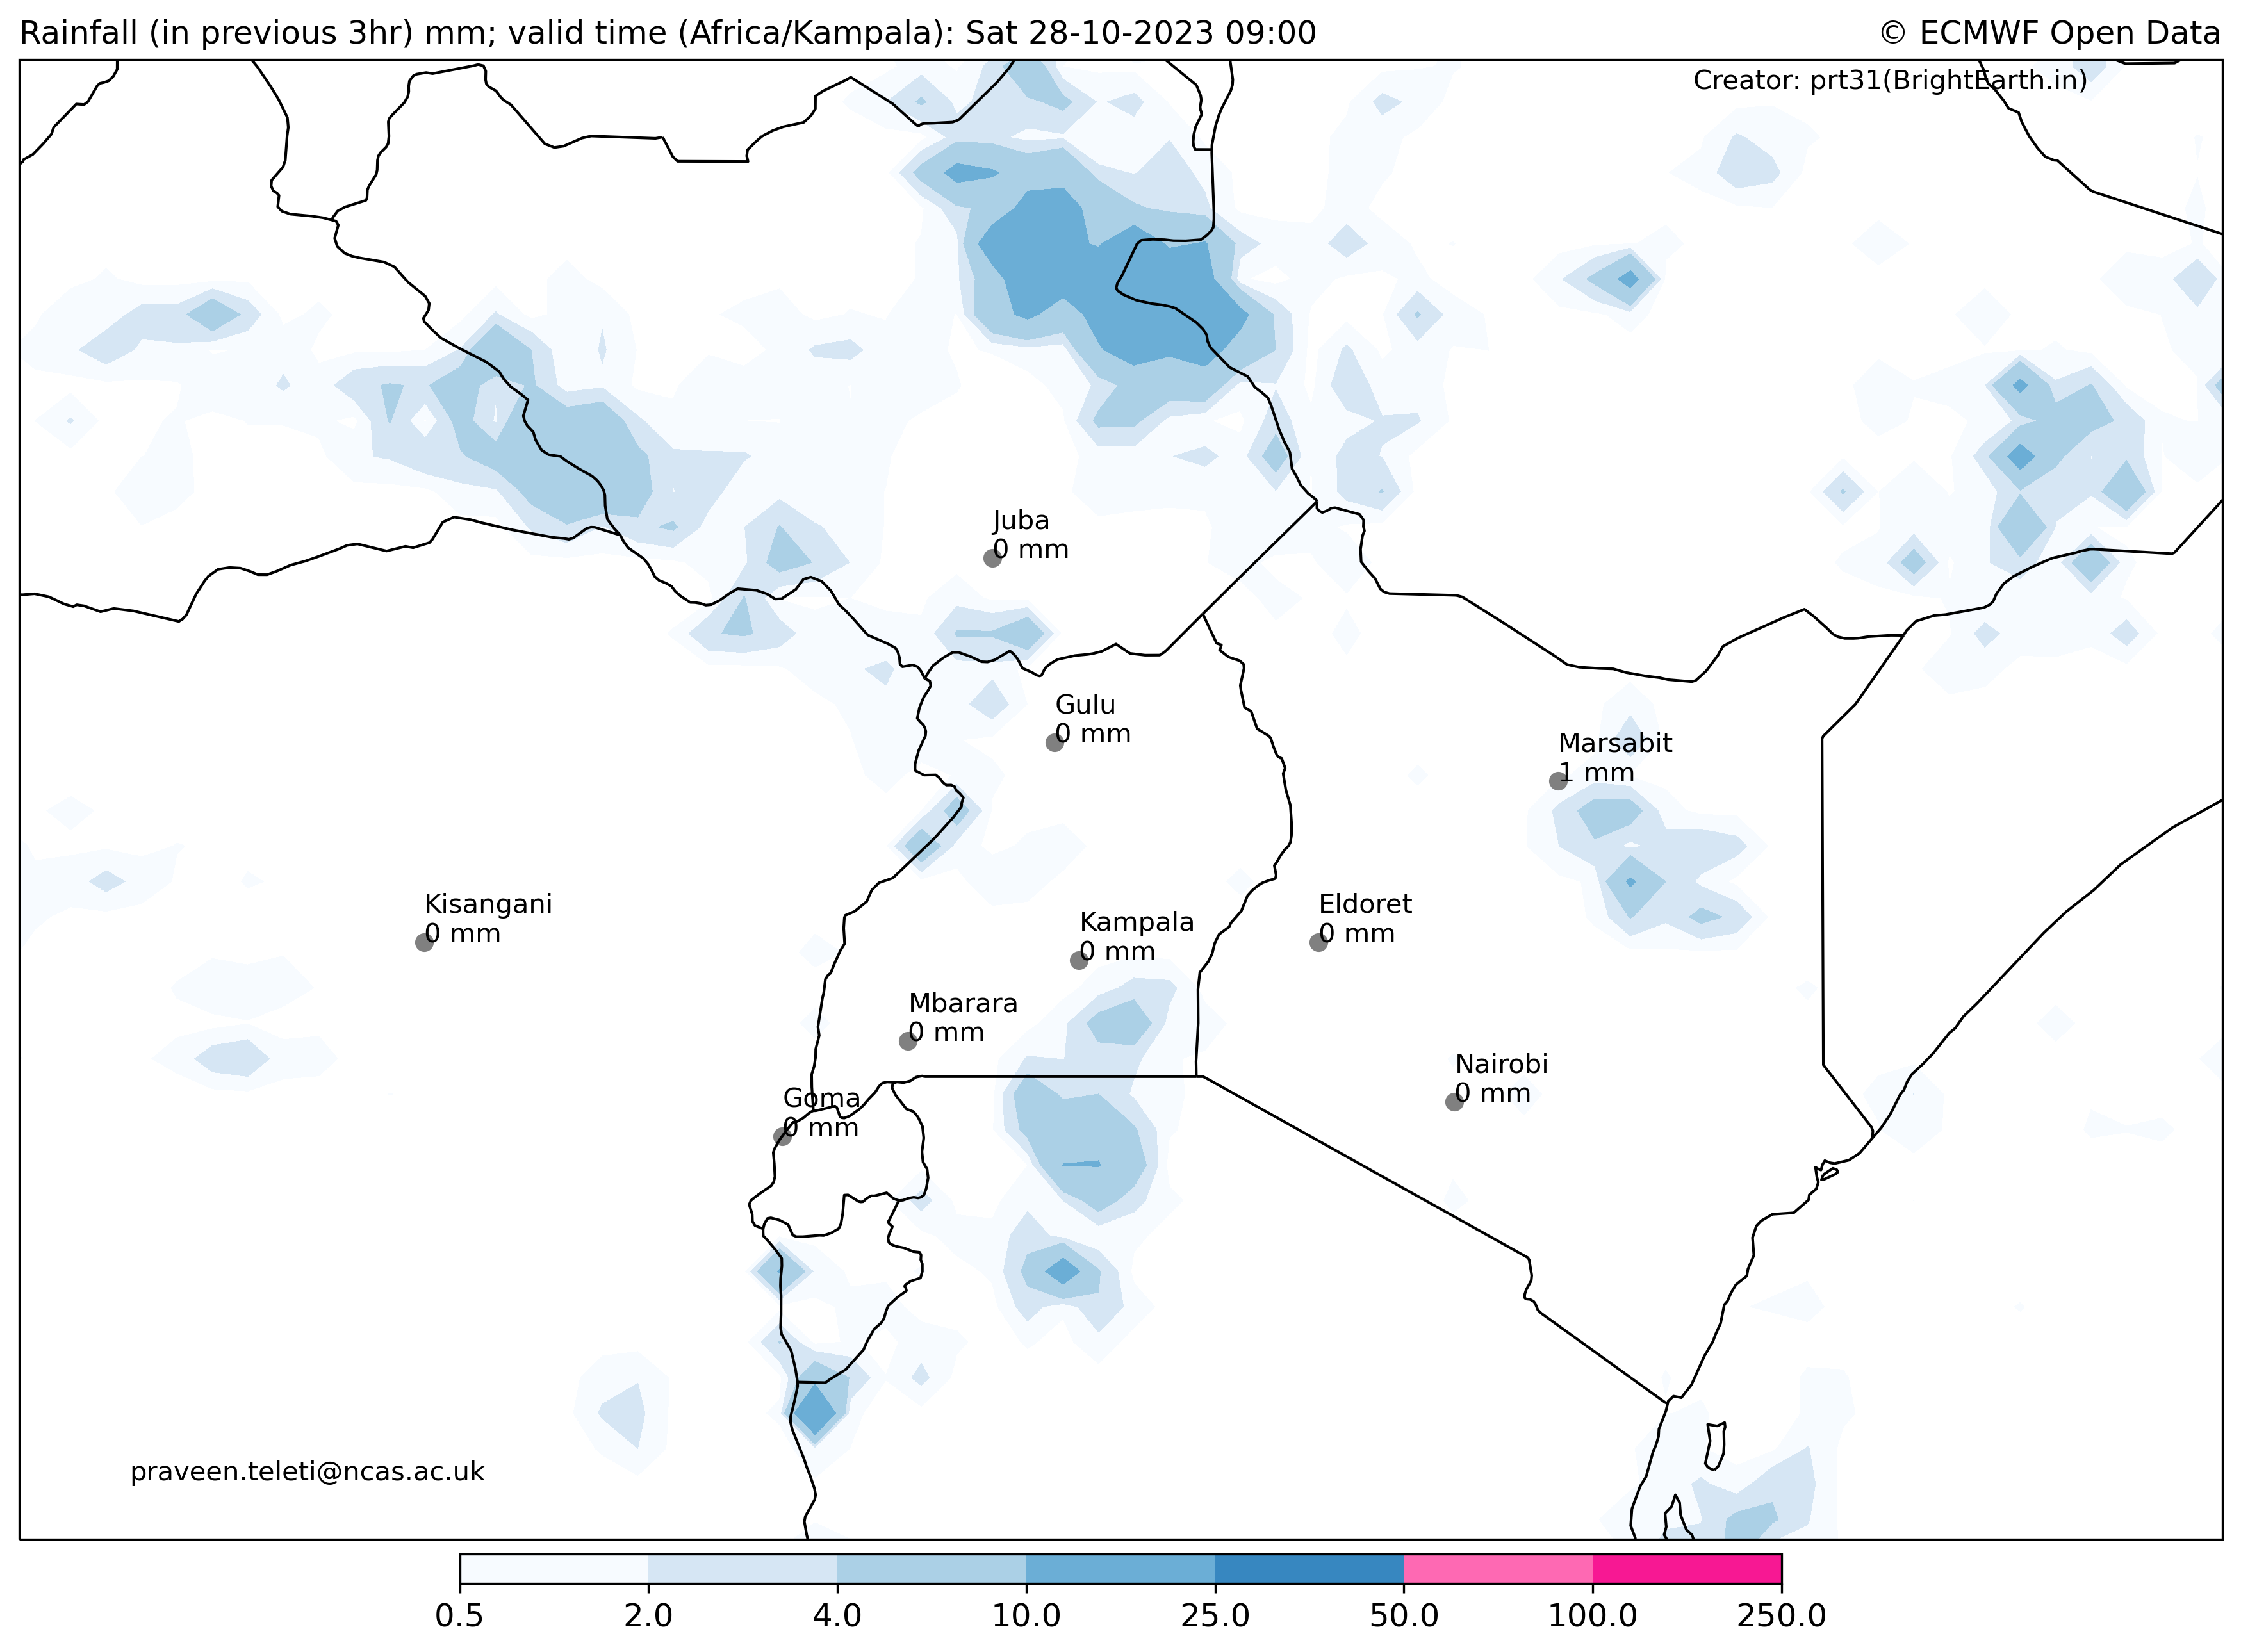 Rainfall (in previous 3hr) mm; valid time (Africa/Kampala): Sat 28-10-2023 09:00
© ECMWF Open Data
Creator: prt31(BrightEarth.in)
Juba
0 mm
Gulu
0 mm
Marsabit
1 mm
Kisangani
0 mm
Kampala
0 mm
Eldoret
0 mm
Mbarara
0 mm
Nairobi
0 mm
Goma
0 mm
praveen.teleti@ncas.ac.uk
0.5 2.0 4.0 10.0 25.0 50.0 100.0 250.0